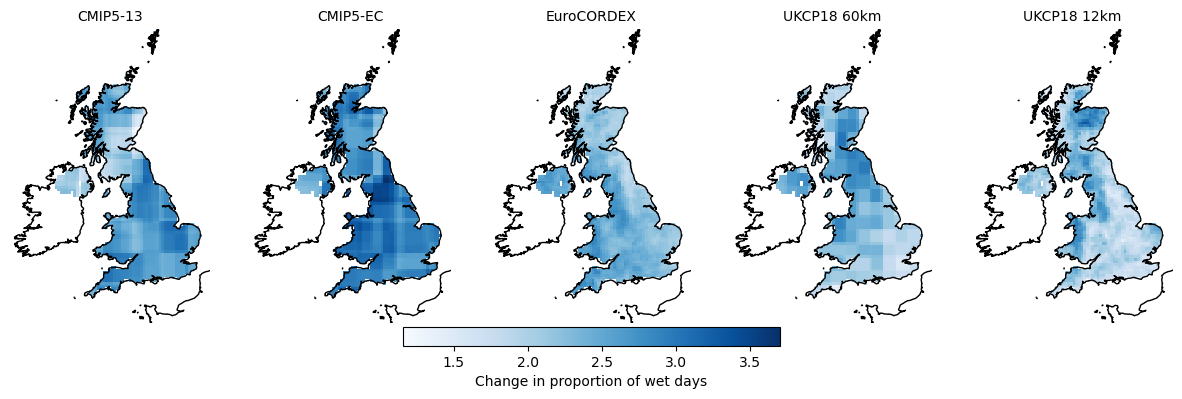 CMIP5-13
CMIP5-EC
EuroCORDEX
UKCP18 60km
UKCP18 12km
1.5
2.0
2.5
3.0
3.5
Change in proportion of wet days